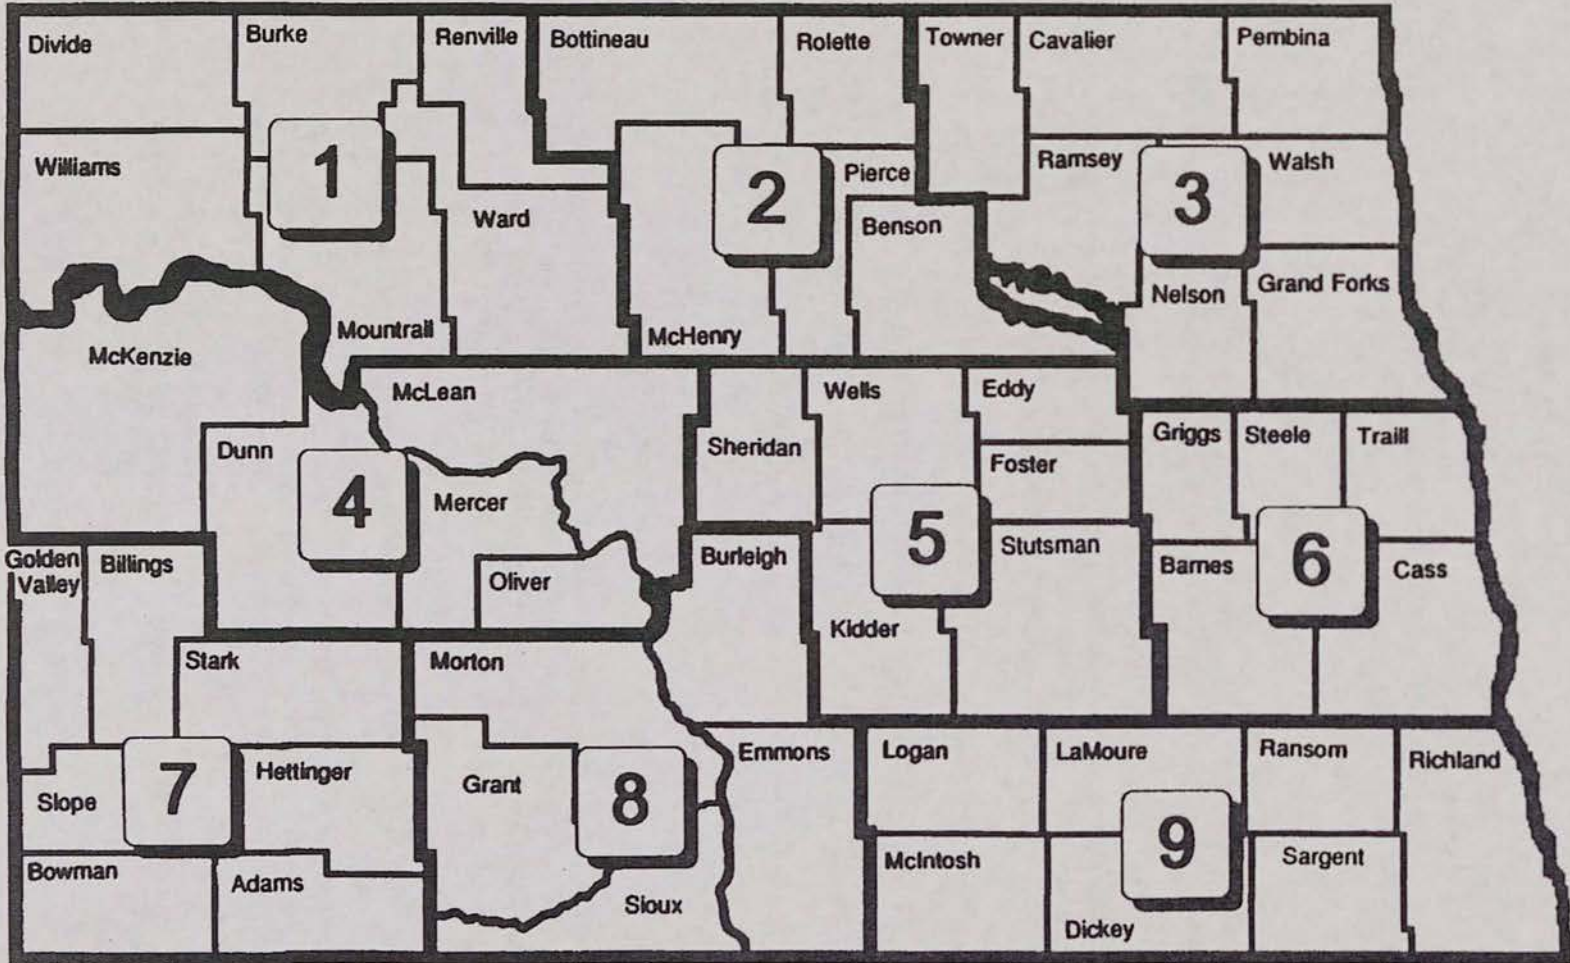 Divide
Burke
Renville
Bottineau
Rolette
Towner
Cavalier
Pembina
Williams
1
Ward
2
Pierce
Benson
Ramsey
3
Walsh
Nelson
Grand Forks
McKenzie
Mountrail
McHenry
McLean
Dunn
4
Mercer
Oliver
Sheridan
Wells
Eddy
Foster
5
Stutsman
Kidder
Burleigh
Griggs
Steele
Traill
Barnes
6
Cass
Golden
Valley
Billings
Stark
Morton
Slope
7
Hettinger
Grant
8
Emmons
Logan
LaMoure
Ransom
Richland
Bowman
Adams
Sioux
McIntosh
9
Dickey
Sargent